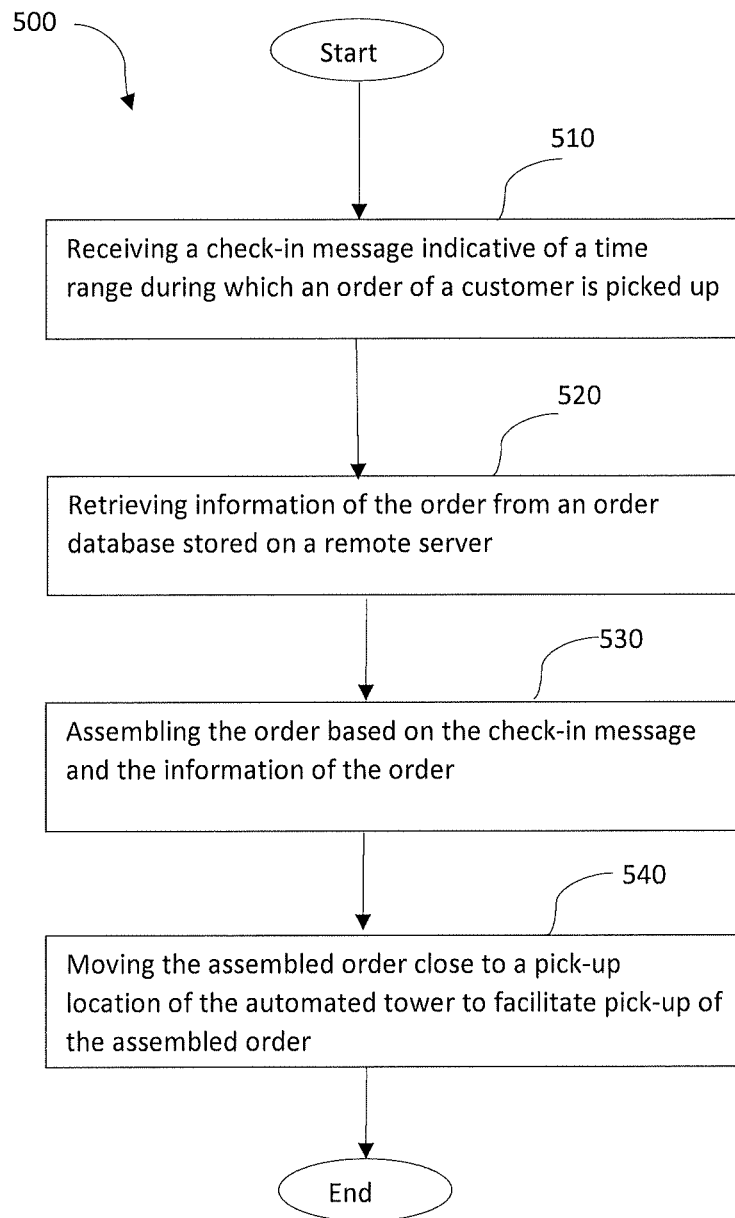 500
Start
510
Receiving a check-in message indicative of a time
range during which an order of a customer is picked up
520
Retrieving information of the order from an order
database stored on a remote server
530
Assembling the order based on the check-in message
and the information of the order
540
Moving the assembled order close to a pick-up
location of the automated tower to facilitate pick-up of
the assembled order
End